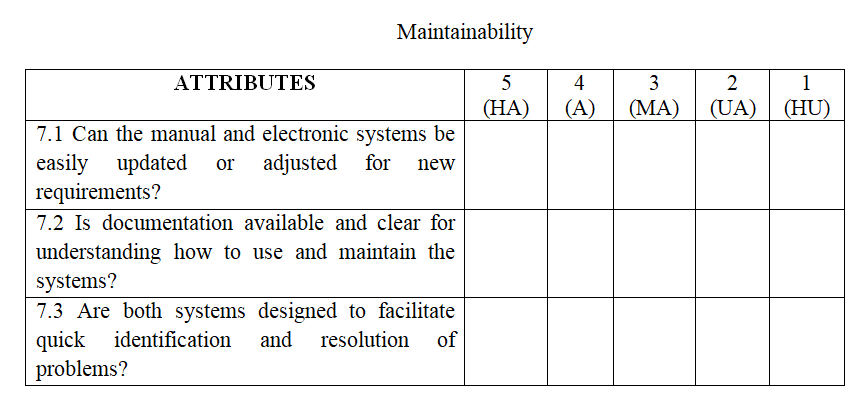 Maintainability
ATTRIBUTES 5 4 3 2 1
(HA) (A) (MA) (UA) (HU)
7.1 Can the manual and electronic systems be
easily updated or adjusted for new
requirements?
7.2 Is documentation available and clear for
understanding how to use and maintain the
systems?
7.3 Are both systems designed to facilitate
quick identification and resolution of
problems?